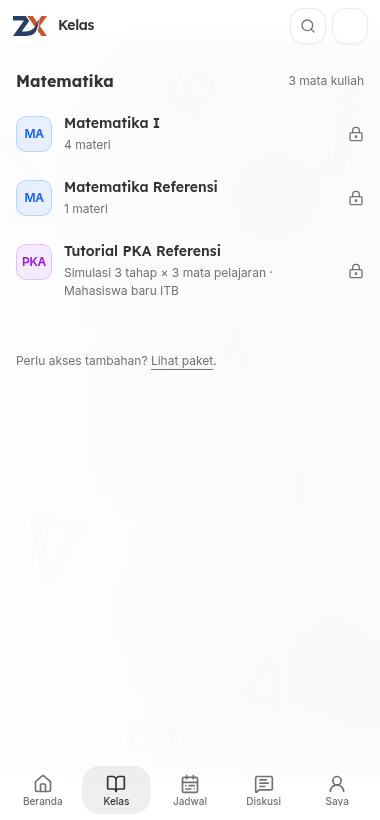 ZX Kelas
Matematika
3 mata kuliah
MA
Matematika I
4 materi
MA
Matematika Referensi
1 materi
PKA
Tutorial PKA Referensi
Simulasi 3 tahap × 3 mata pelajaran ·
Mahasiswa baru ITB
Perlu akses tambahan? Lihat paket.
Beranda
Kelas
Jadwal
Diskusi
Saya